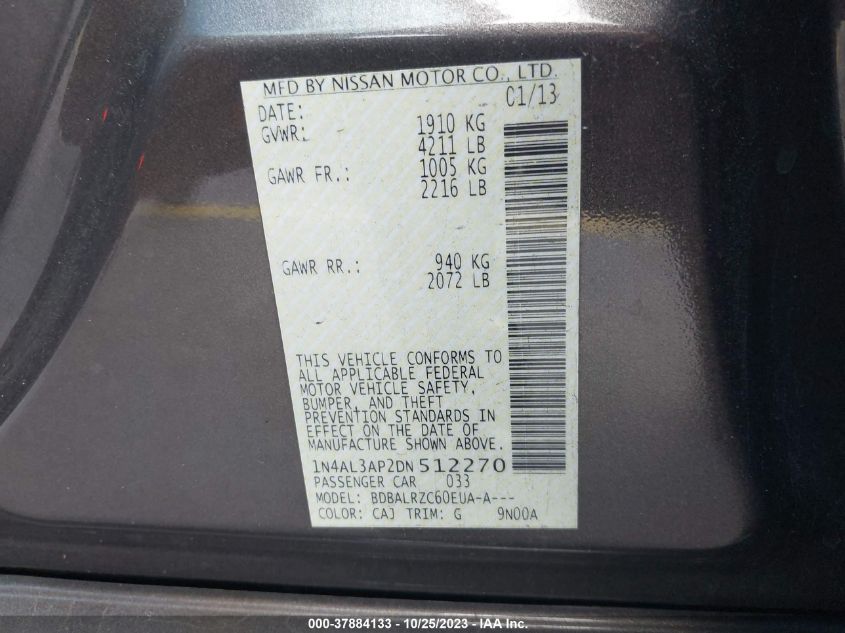 MFD BY NISSAN MOTOR CO., LTD.
DATE: 01/13
GVWR: 1910 KG
4211 LB
GAWR FR.: 1005 KG
2216 LB
GAWR RR.: 940 KG
2072 LB
THIS VEHICLE CONFORMS TO
ALL APPLICABLE FEDERAL
MOTOR VEHICLE SAFETY,
BUMPER, AND THEFT
PREVENTION STANDARDS IN
EFFECT ON THE DATE OF
MANUFACTURE SHOWN ABOVE.
1N4AL3AP2DN512270
PASSENGER CAR 033
MODEL: BDBALRZC60EUA-A---
COLOR: CAJ TRIM: G 9N00A
000-37884133 - 10/25/2023 - IAA Inc.